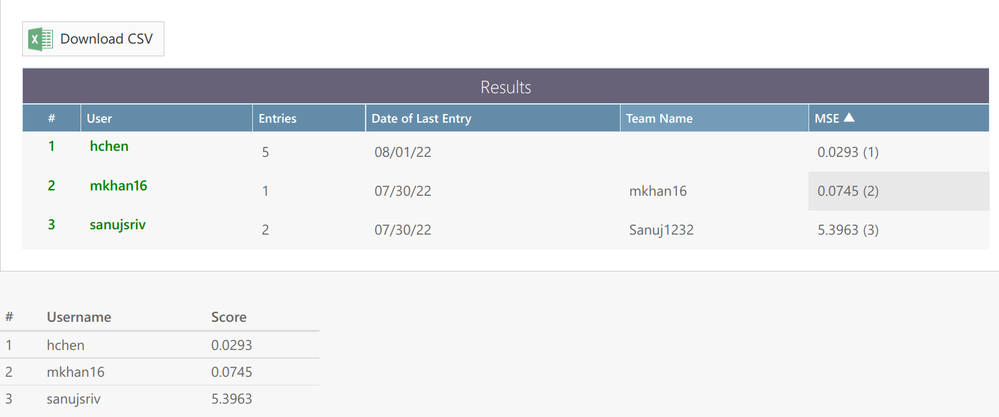 Download CSV
Results
# User Entries Date of Last Entry Team Name MSE ▲
1 hchen 5 08/01/22 0.0293 (1)
2 mkhan16 1 07/30/22 mkhan16 0.0745 (2)
3 sanujsriv 2 07/30/22 Sanuj1232 5.3963 (3)
# Username Score
1 hchen 0.0293
2 mkhan16 0.0745
3 sanujsriv 5.3963